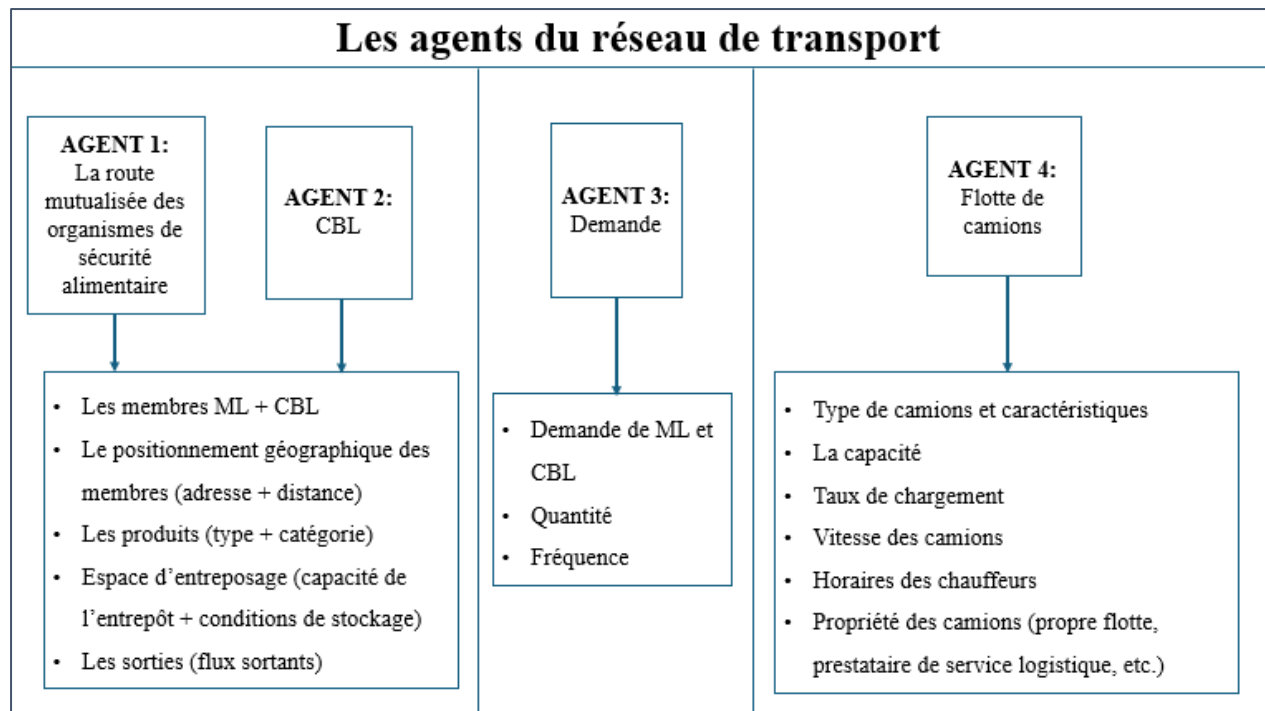 Les agents du réseau de transport
AGENT 1:
La route
mutualisée des
organismes de
sécurité
alimentaire
AGENT 2:
CBL
• Les membres ML + CBL
• Le positionnement géographique des
membres (adresse + distance)
• Les produits (type + catégorie)
• Espace d’entreposage (capacité de
l’entrepôt + conditions de stockage)
• Les sorties (flux sortants)
AGENT 3:
Demande
• Demande de ML et
CBL
• Quantité
• Fréquence
AGENT 4:
Flotte de
camions
• Type de camions et caractéristiques
• La capacité
• Taux de chargement
• Vitesse des camions
• Horaires des chauffeurs
• Propriété des camions (propre flotte,
prestataire de service logistique, etc.)